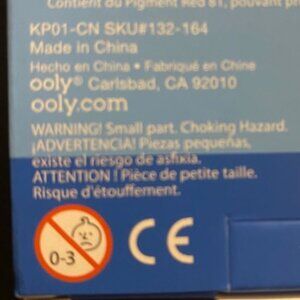 Contient du Pigment Red 81, pouvant
KP01-CN SKU#132-164
Made in China
Hecho en China • Fabriqué en Chine
ooly® Carlsbad, CA 92010
ooly.com
WARNING! Small part. Choking Hazard.
¡ADVERTENCIA! Piezas pequeñas,
existe el riesgo de asfixia.
ATTENTION ! Pièce de petite taille.
Risque d'étouffement.
0-3
CE